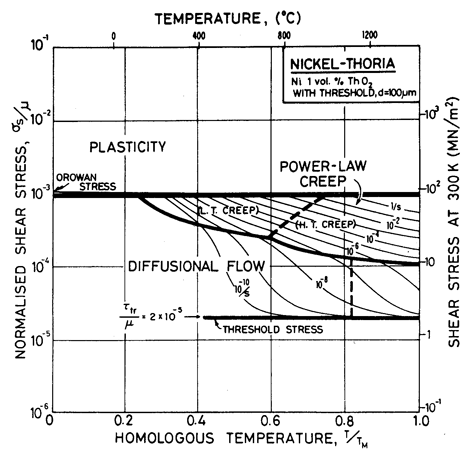 TEMPERATURE, (°C)
0 400 800 1200
NICKEL-THORIA
Ni 1 vol. % ThO2
WITH THRESHOLD, d=100μm
10-1
10-2
10-3
10-4
10-5
10-6
NORMALISED SHEAR STRESS, σs/μ
PLASTICITY
OROWAN
STRESS
POWER-LAW
CREEP
(L.T. CREEP)
(H.T. CREEP)
1/s
10-2
10-4
10-6
10-8
10-10/s
DIFFUSIONAL FLOW
τtr/μ = 2 × 10-5
THRESHOLD STRESS
103
102
10
1
10-1
SHEAR STRESS AT 300 K (MN/m2)
0 0.2 0.4 0.6 0.8 1.0
HOMOLOGOUS TEMPERATURE, T/TM